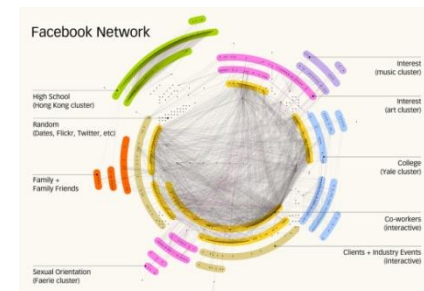 Facebook Network
Interest
(music cluster)
High School
(Hong Kong cluster)
Interest
(art cluster)
Random
(Dates, Flickr, Twitter, etc)
College
(Yale cluster)
Family +
Family Friends
Co-workers
(interactive)
Clients + Industry Events
(interactive)
Sexual Orientation
(Faerie cluster)